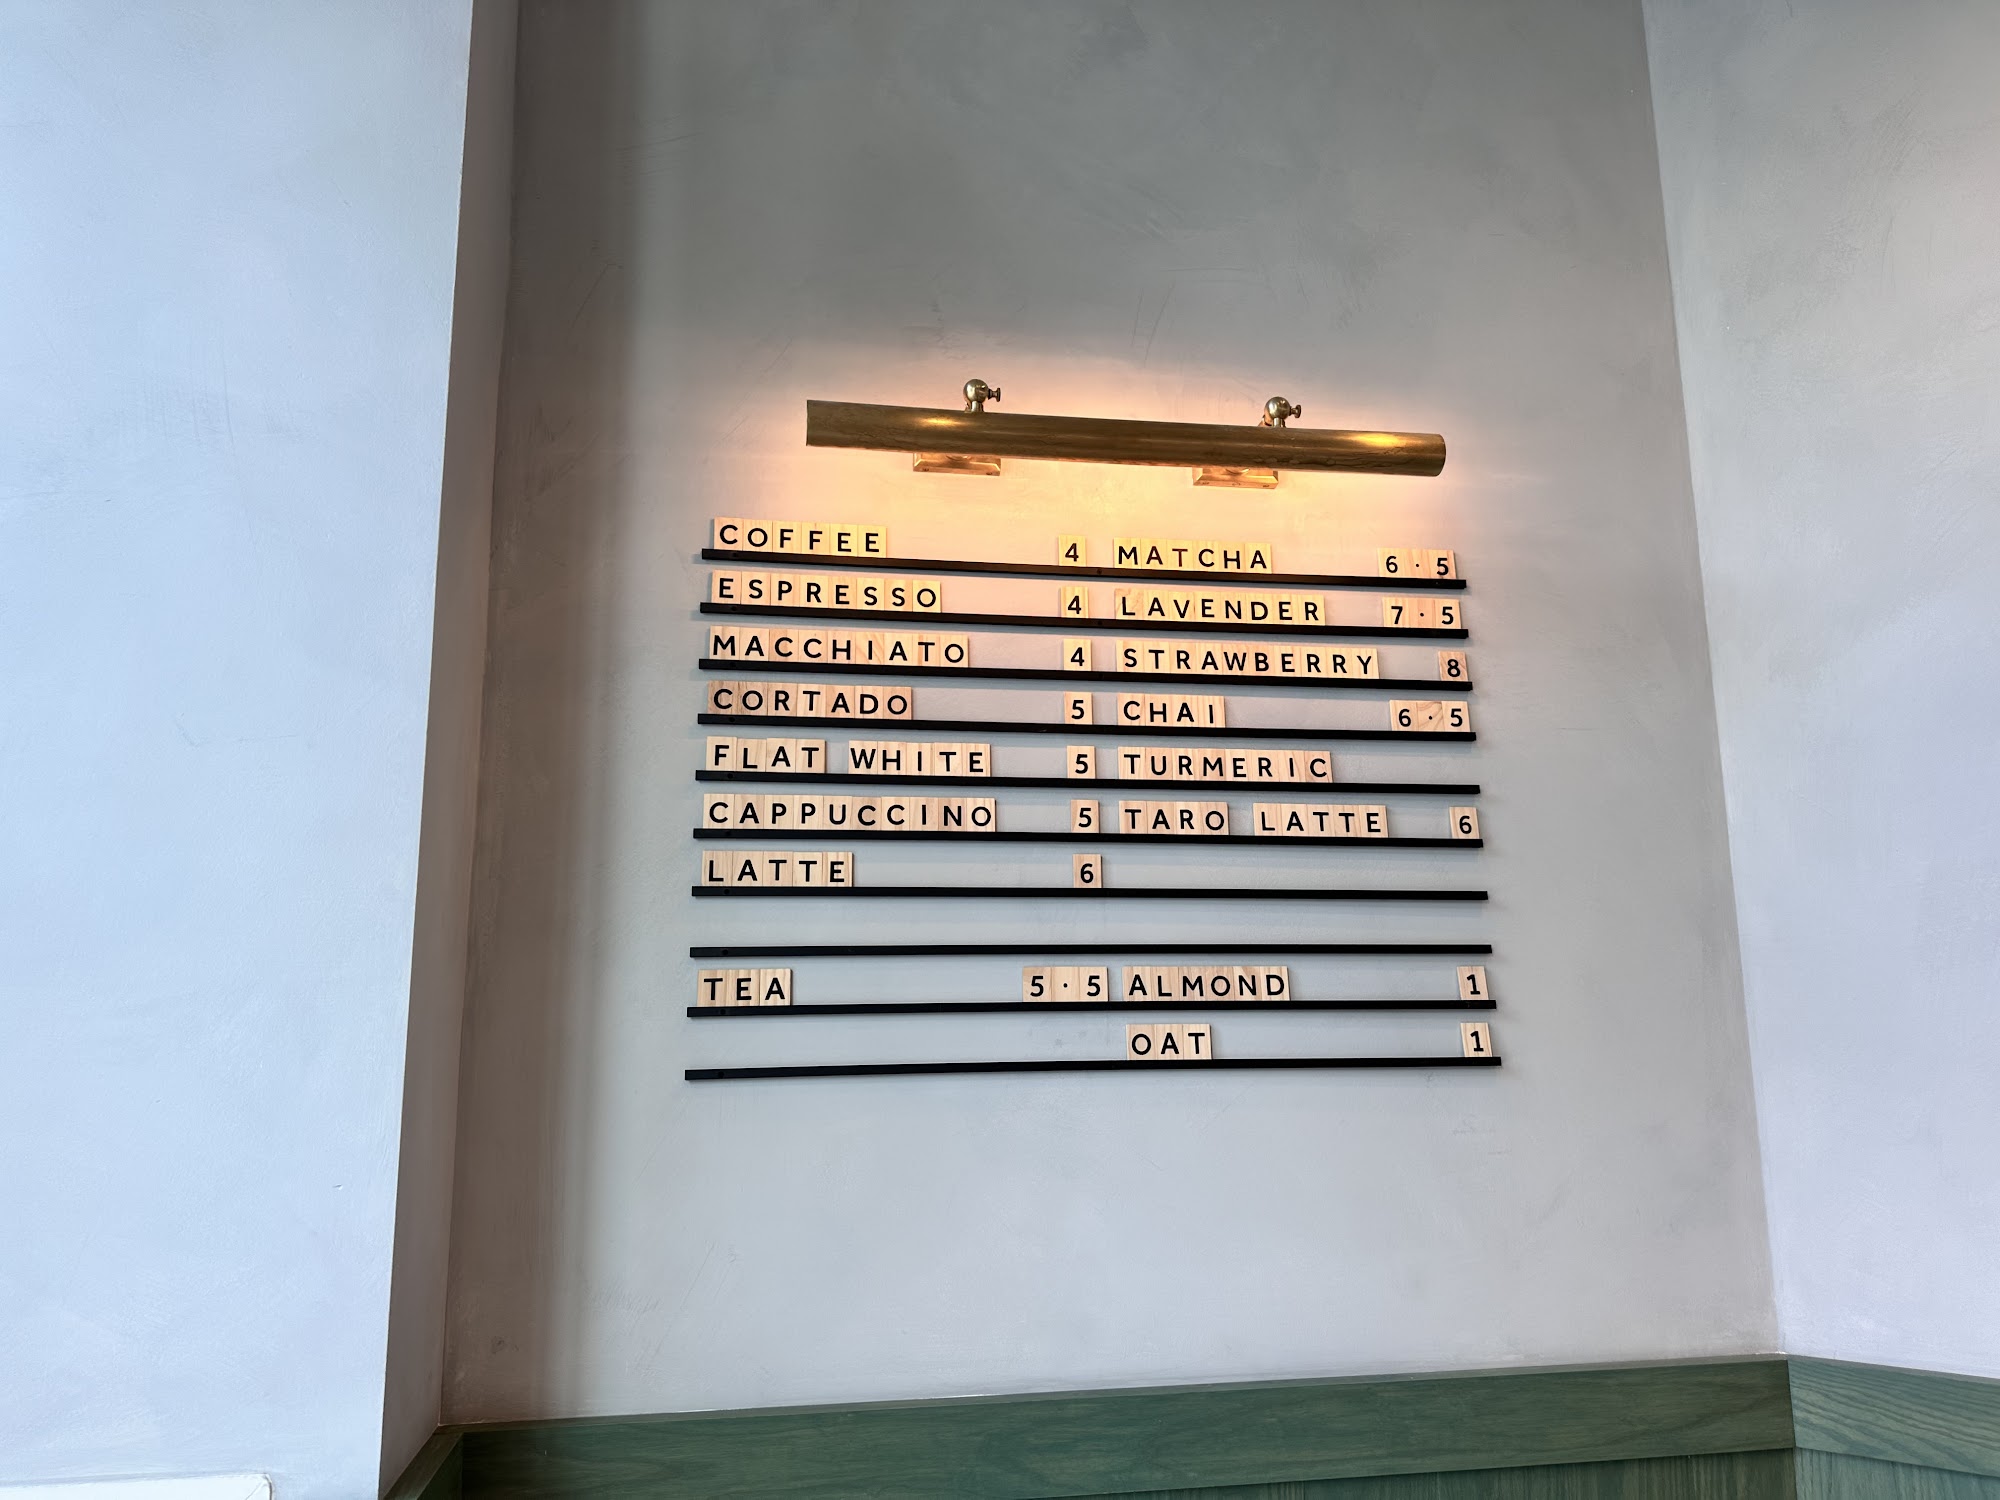 COFFEE 4 MATCHA 6·5
ESPRESSO 4 LAVENDER 7·5
MACCHIATO 4 STRAWBERRY 8
CORTADO 5 CHAI 6·5
FLAT WHITE 5 TURMERIC
CAPPUCCINO 5 TARO LATTE 6
LATTE 6
TEA 5·5 ALMOND 1
OAT 1